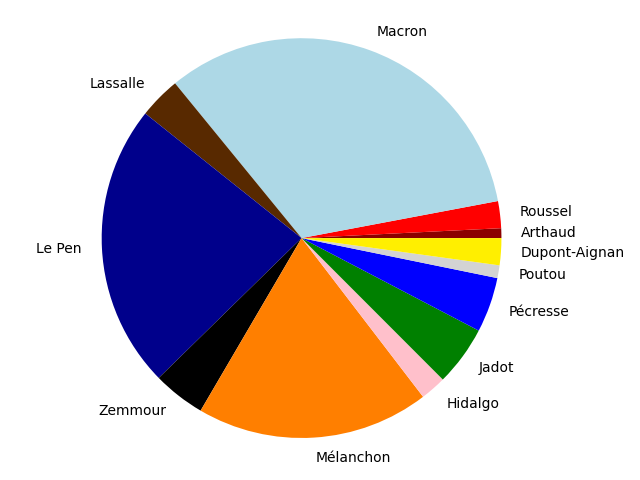 Macron
Lassalle
Roussel
Arthaud
Le Pen
Dupont-Aignan
Poutou
Pécresse
Jadot
Hidalgo
Zemmour
Mélanchon